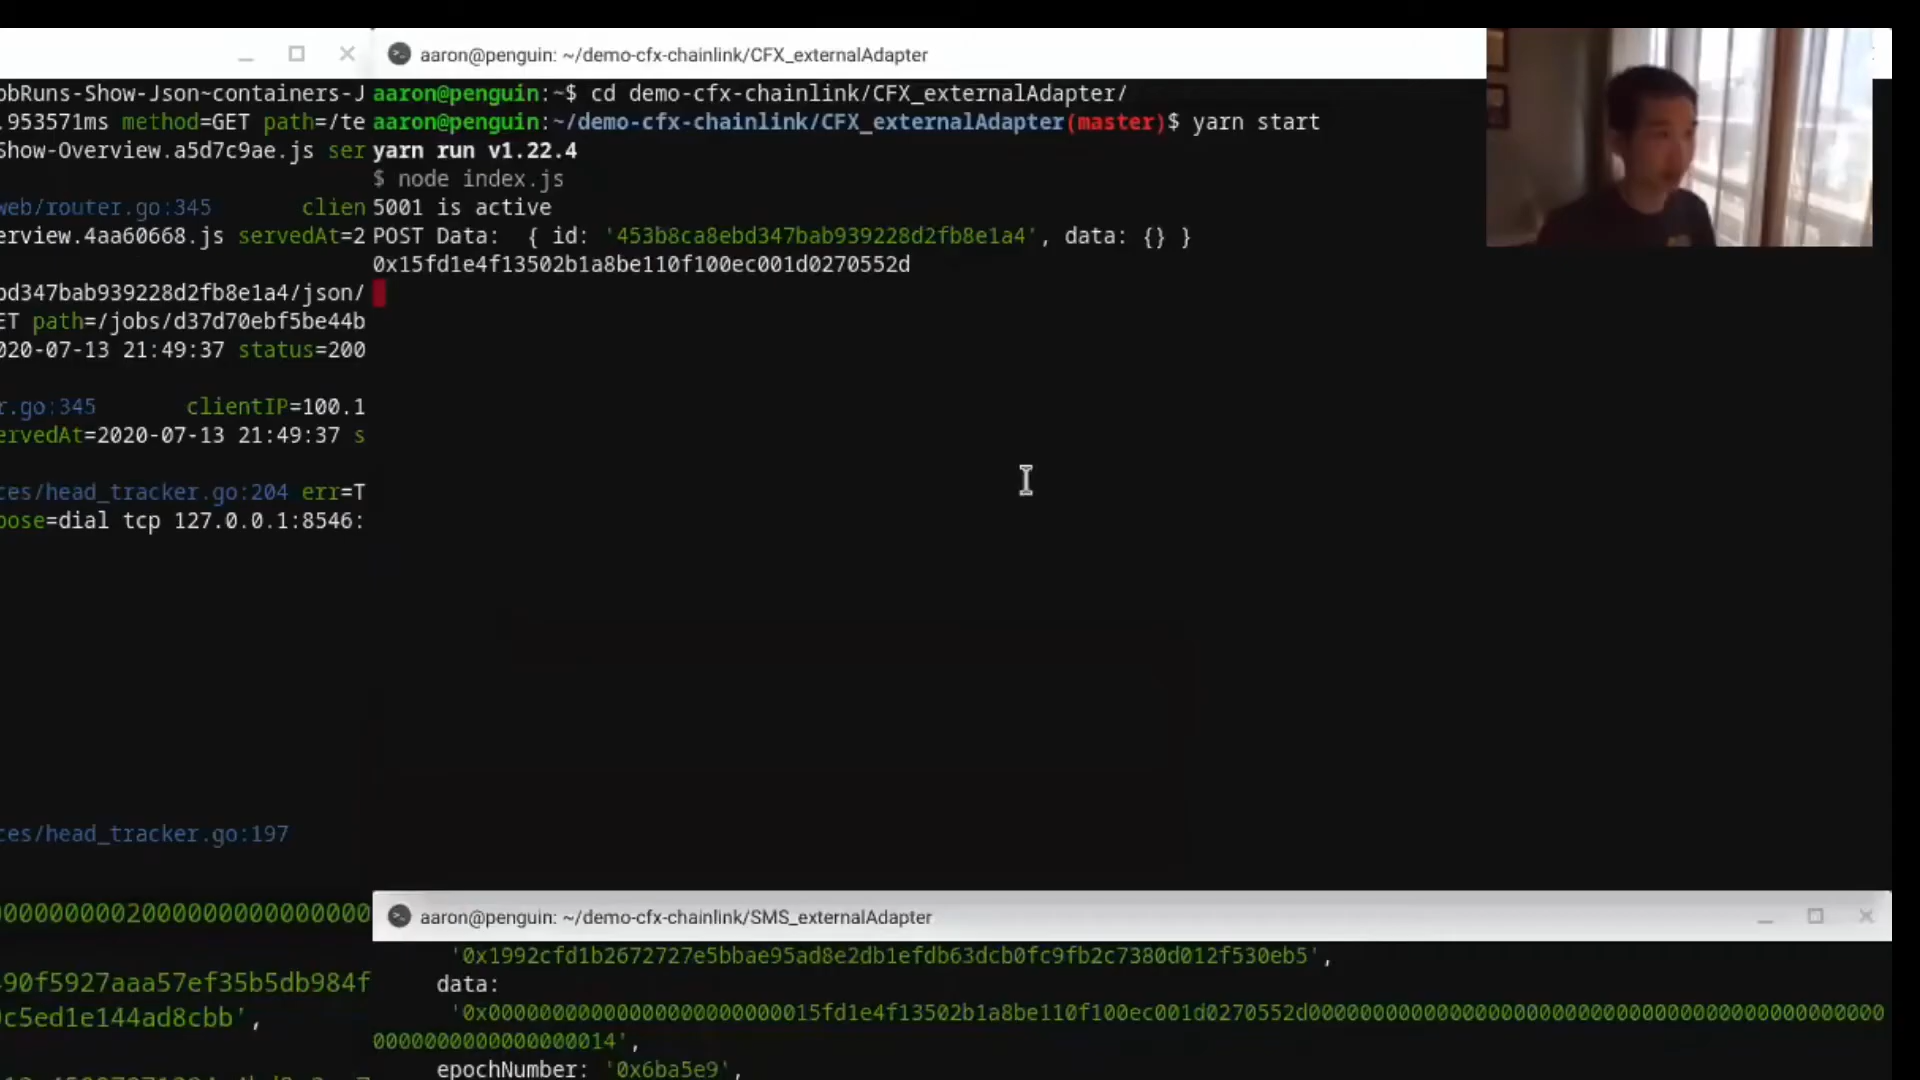 aaron@penguin: ~/demo-cfx-chainlink/CFX_externalAdapter
obRuns-Show-Json~containers-J
.953571ms method=GET path=/te
Show-Overview.a5d7c9ae.js ser
web/router.go:345 clien
erview.4aa60668.js servedAt=2
bd347bab939228d2fb8e1a4/json/
ET path=/jobs/d37d70ebf5be44b
020-07-13 21:49:37 status=200
r.go:345 clientIP=100.1
ervedAt=2020-07-13 21:49:37 s
ces/head_tracker.go:204 err=T
pose=dial tcp 127.0.0.1:8546:
ces/head_tracker.go:197
90f5927aaa57ef35b5db984f
c5ed1e144ad8cbb',
aaron@penguin:~$ cd demo-cfx-chainlink/CFX_externalAdapter/
aaron@penguin:~/demo-cfx-chainlink/CFX_externalAdapter(master)$ yarn start
yarn run v1.22.4
$ node index.js
5001 is active
POST Data:  { id: '453b8ca8ebd347bab939228d2fb8e1a4', data: {} }
0x15fd1e4f13502b1a8be110f100ec001d0270552d
aaron@penguin: ~/demo-cfx-chainlink/SMS_externalAdapter
'0x1992cfd1b2672727e5bbae95ad8e2db1efdb63dcb0fc9fb2c7380d012f530eb5',
data:
'0x00000000000000000000000015fd1e4f13502b1a8be110f100ec001d0270552d000000000000000000000000000000000000000000000
0000000000000000014',
epochNumber: '0x6ba5e9',